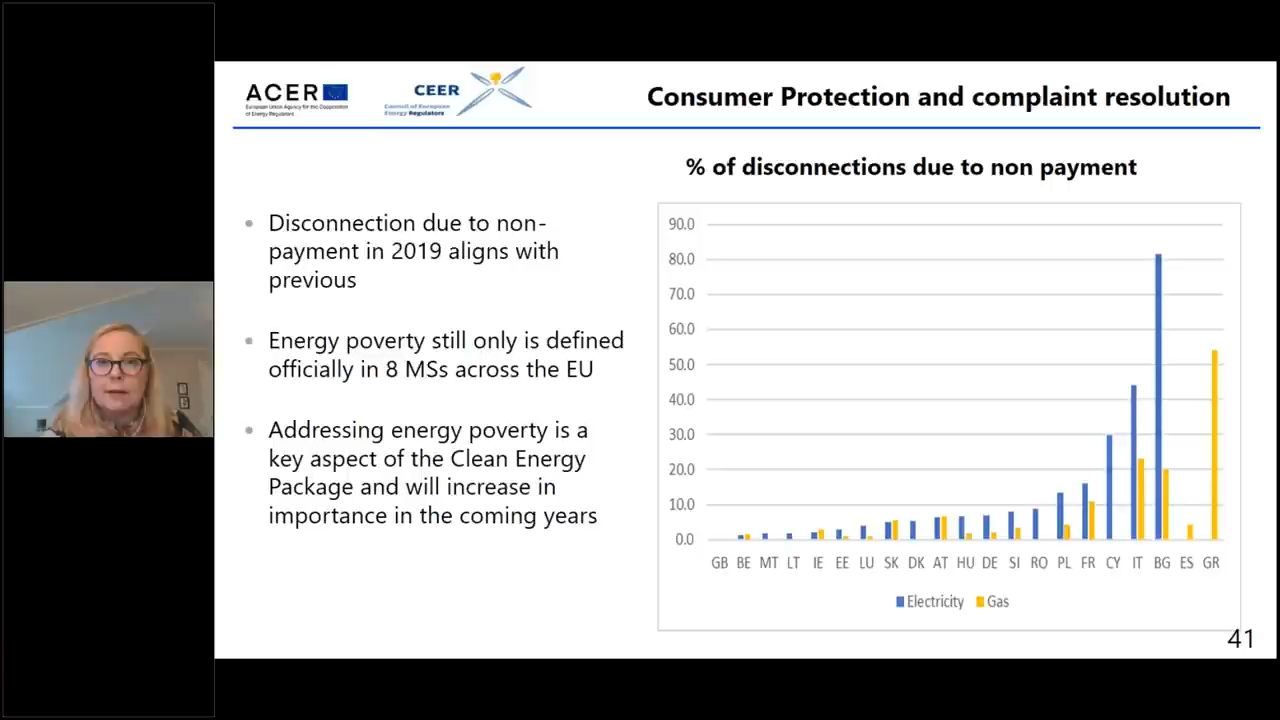 ACER
European Union Agency for the Cooperation
of Energy Regulators
CEER
Council of European
Energy Regulators
Consumer Protection and complaint resolution
Disconnection due to non-
payment in 2019 aligns with
previous
Energy poverty still only is defined
officially in 8 MSs across the EU
Addressing energy poverty is a
key aspect of the Clean Energy
Package and will increase in
importance in the coming years
% of disconnections due to non payment
90.0
80.0
70.0
60.0
50.0
40.0
30.0
20.0
10.0
0.0
GB BE MT LT IE EE LU SK DK AT HU DE SI RO PL FR CY IT BG ES GR
Electricity Gas
41